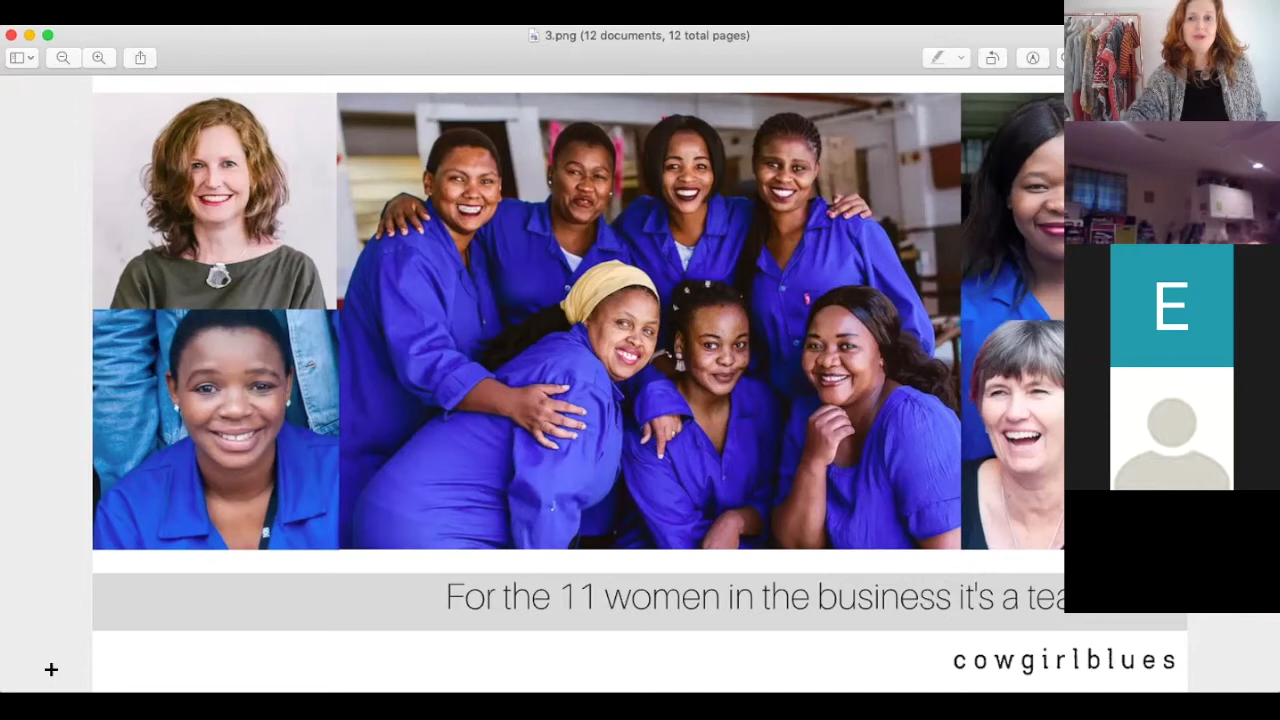 3.png (12 documents, 12 total pages)
E
For the 11 women in the business it's a
cowgirlblues